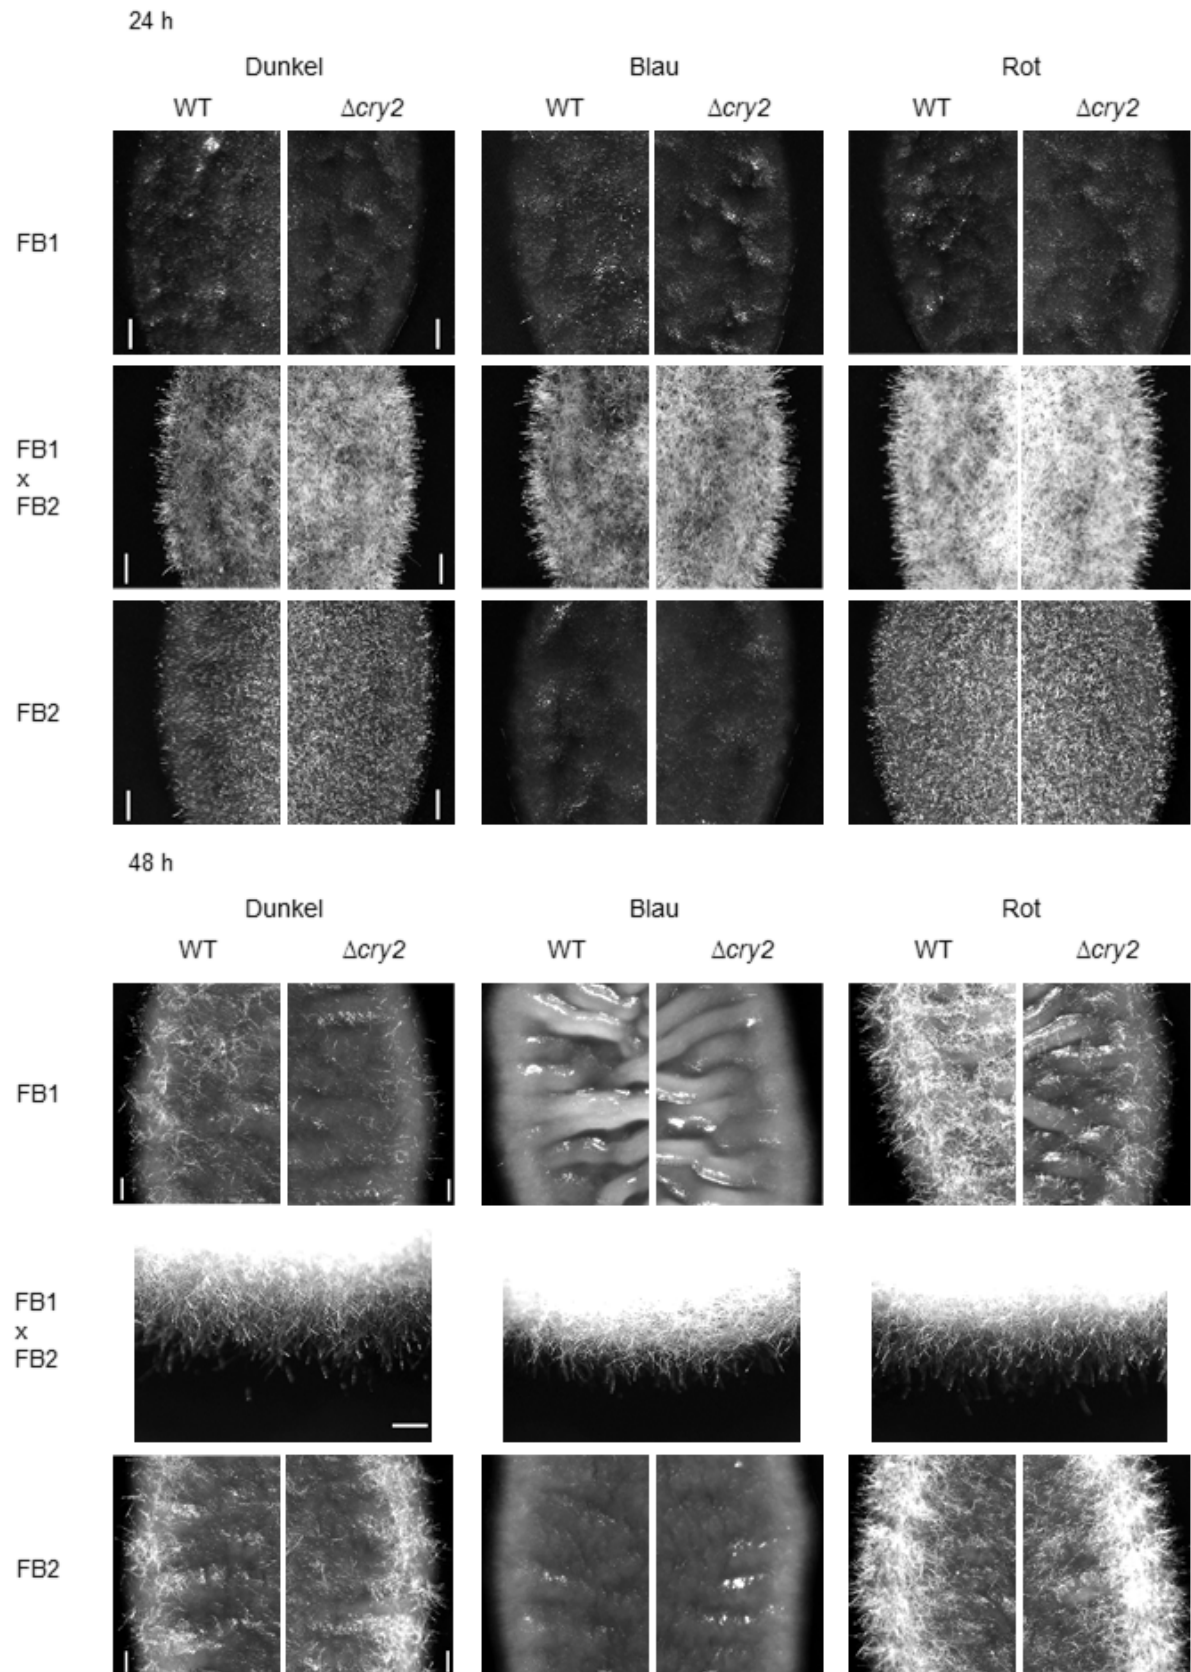 24 h
Dunkel Blau Rot
WT Δcry2 WT Δcry2 WT Δcry2
FB1
FB1
x
FB2
FB2
48 h
Dunkel Blau Rot
WT Δcry2 WT Δcry2 WT Δcry2
FB1
FB1
x
FB2
FB2